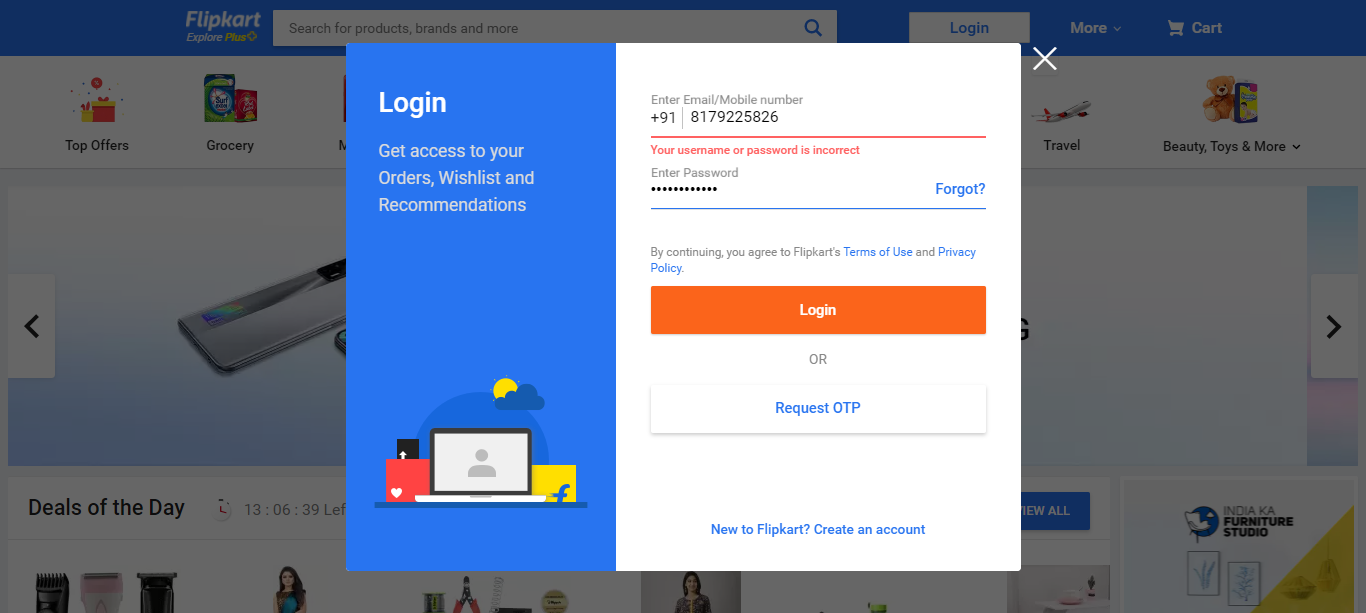 Flipkart
Explore Plus
Search for products, brands and more
Login
More
Cart
Top Offers
Grocery
M
Travel
Beauty, Toys & More
Login
Get access to your
Orders, Wishlist and
Recommendations
Enter Email/Mobile number
+91 8179225826
Your username or password is incorrect
Enter Password
••••••••••••
Forgot?
By continuing, you agree to Flipkart's Terms of Use and Privacy
Policy.
Login
OR
Request OTP
New to Flipkart? Create an account
G
Deals of the Day
13 : 06 : 39 Lef
VIEW ALL
INDIA KA
FURNITURE
STUDIO